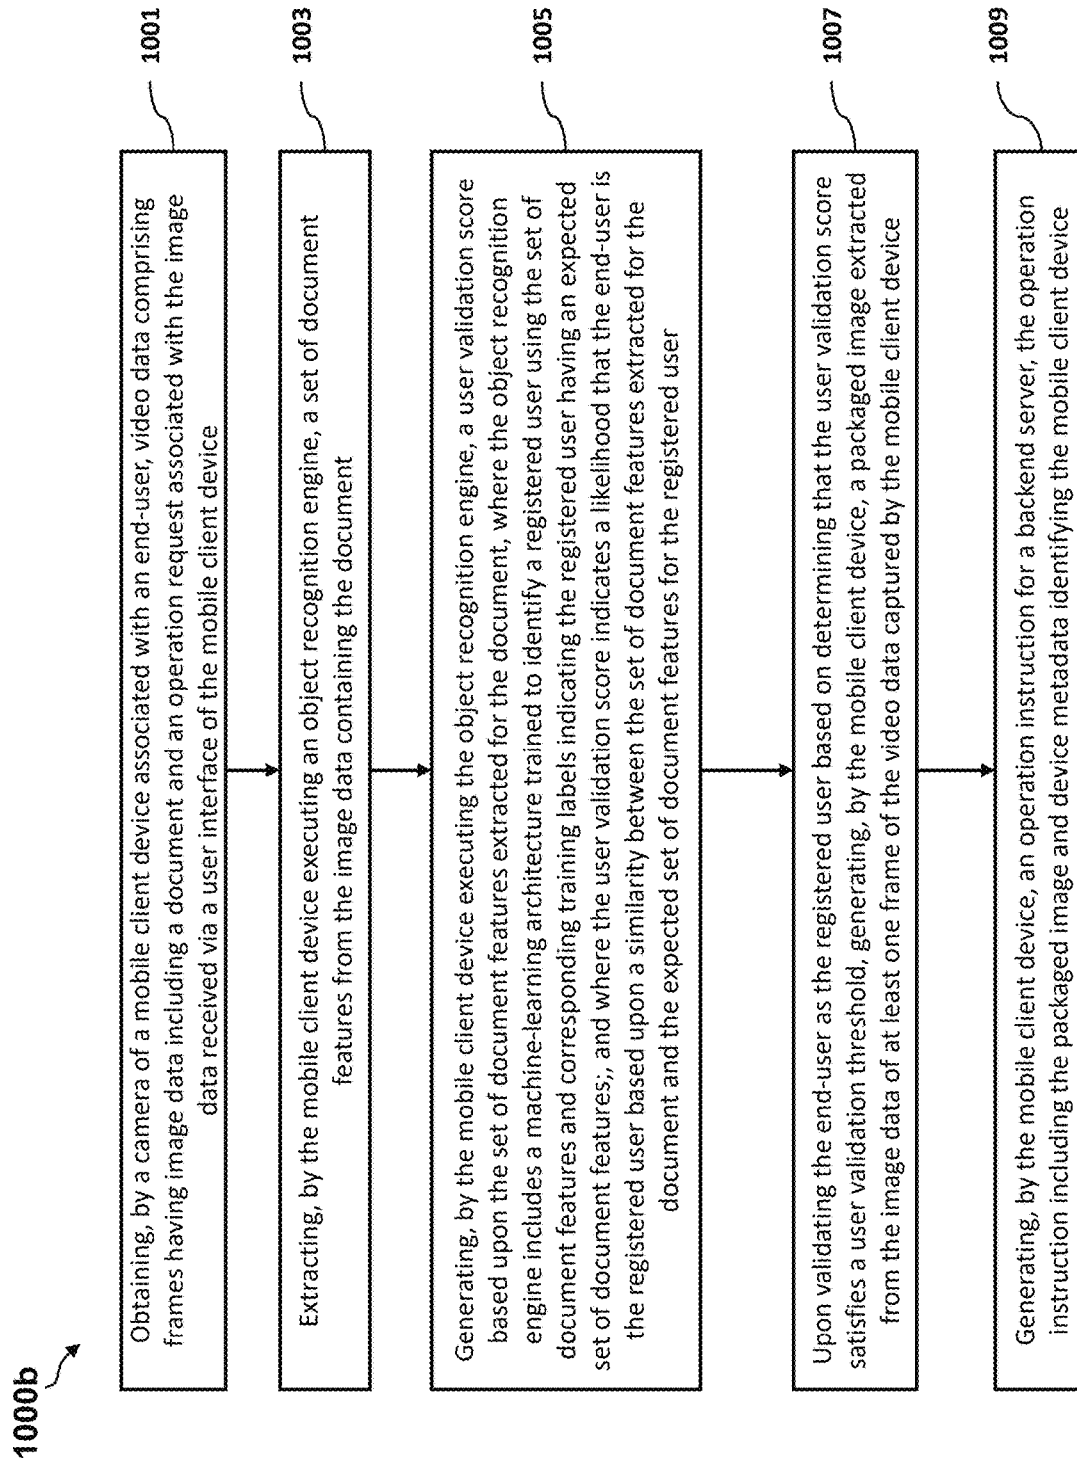 1000b
1001
Obtaining, by a camera of a mobile client device associated with an end-user, video data comprising
frames having image data including a document and an operation request associated with the image
data received via a user interface of the mobile client device
1003
Extracting, by the mobile client device executing an object recognition engine, a set of document
features from the image data containing the document
1005
Generating, by the mobile client device executing the object recognition engine, a user validation score
based upon the set of document features extracted for the document, where the object recognition
engine includes a machine-learning architecture trained to identify a registered user using the set of
document features and corresponding training labels indicating the registered user having an expected
set of document features;, and where the user validation score indicates a likelihood that the end-user is
the registered user based upon a similarity between the set of document features extracted for the
document and the expected set of document features for the registered user
1007
Upon validating the end-user as the registered user based on determining that the user validation score
satisfies a user validation threshold, generating, by the mobile client device, a packaged image extracted
from the image data of at least one frame of the video data captured by the mobile client device
1009
Generating, by the mobile client device, an operation instruction for a backend server, the operation
instruction including the packaged image and device metadata identifying the mobile client device